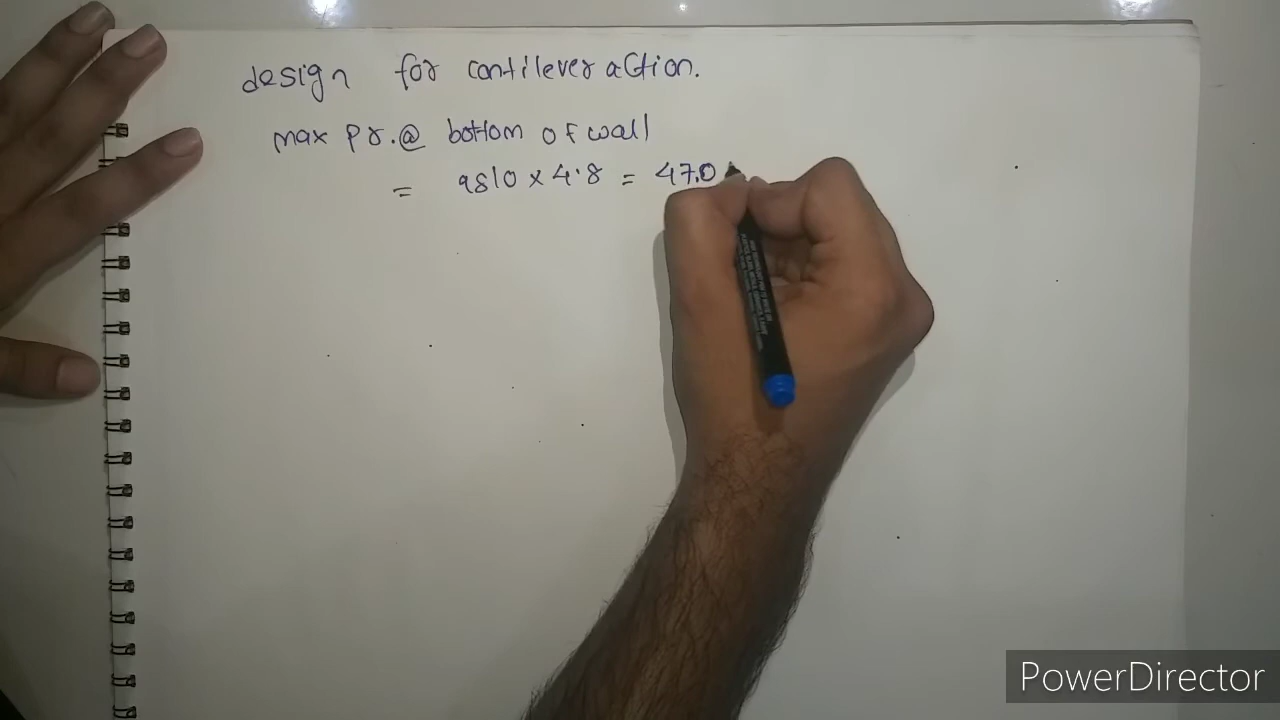 design for cantilever action.
max pr.@ bottom of wall
= 9810 × 4.8 = 47.0
PowerDirector